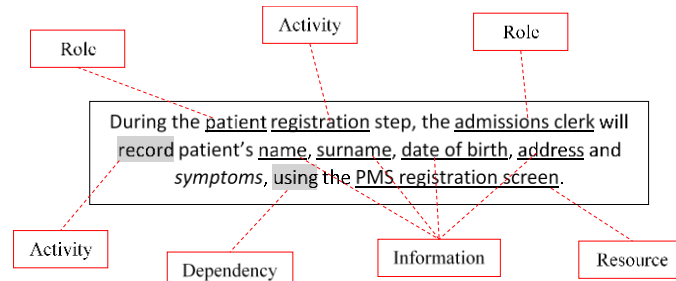 Activity
Role
Role
During the patient registration step, the admissions clerk will
record patient's name, surname, date of birth, address and
symptoms, using the PMS registration screen.
Activity
Dependency
Information
Resource